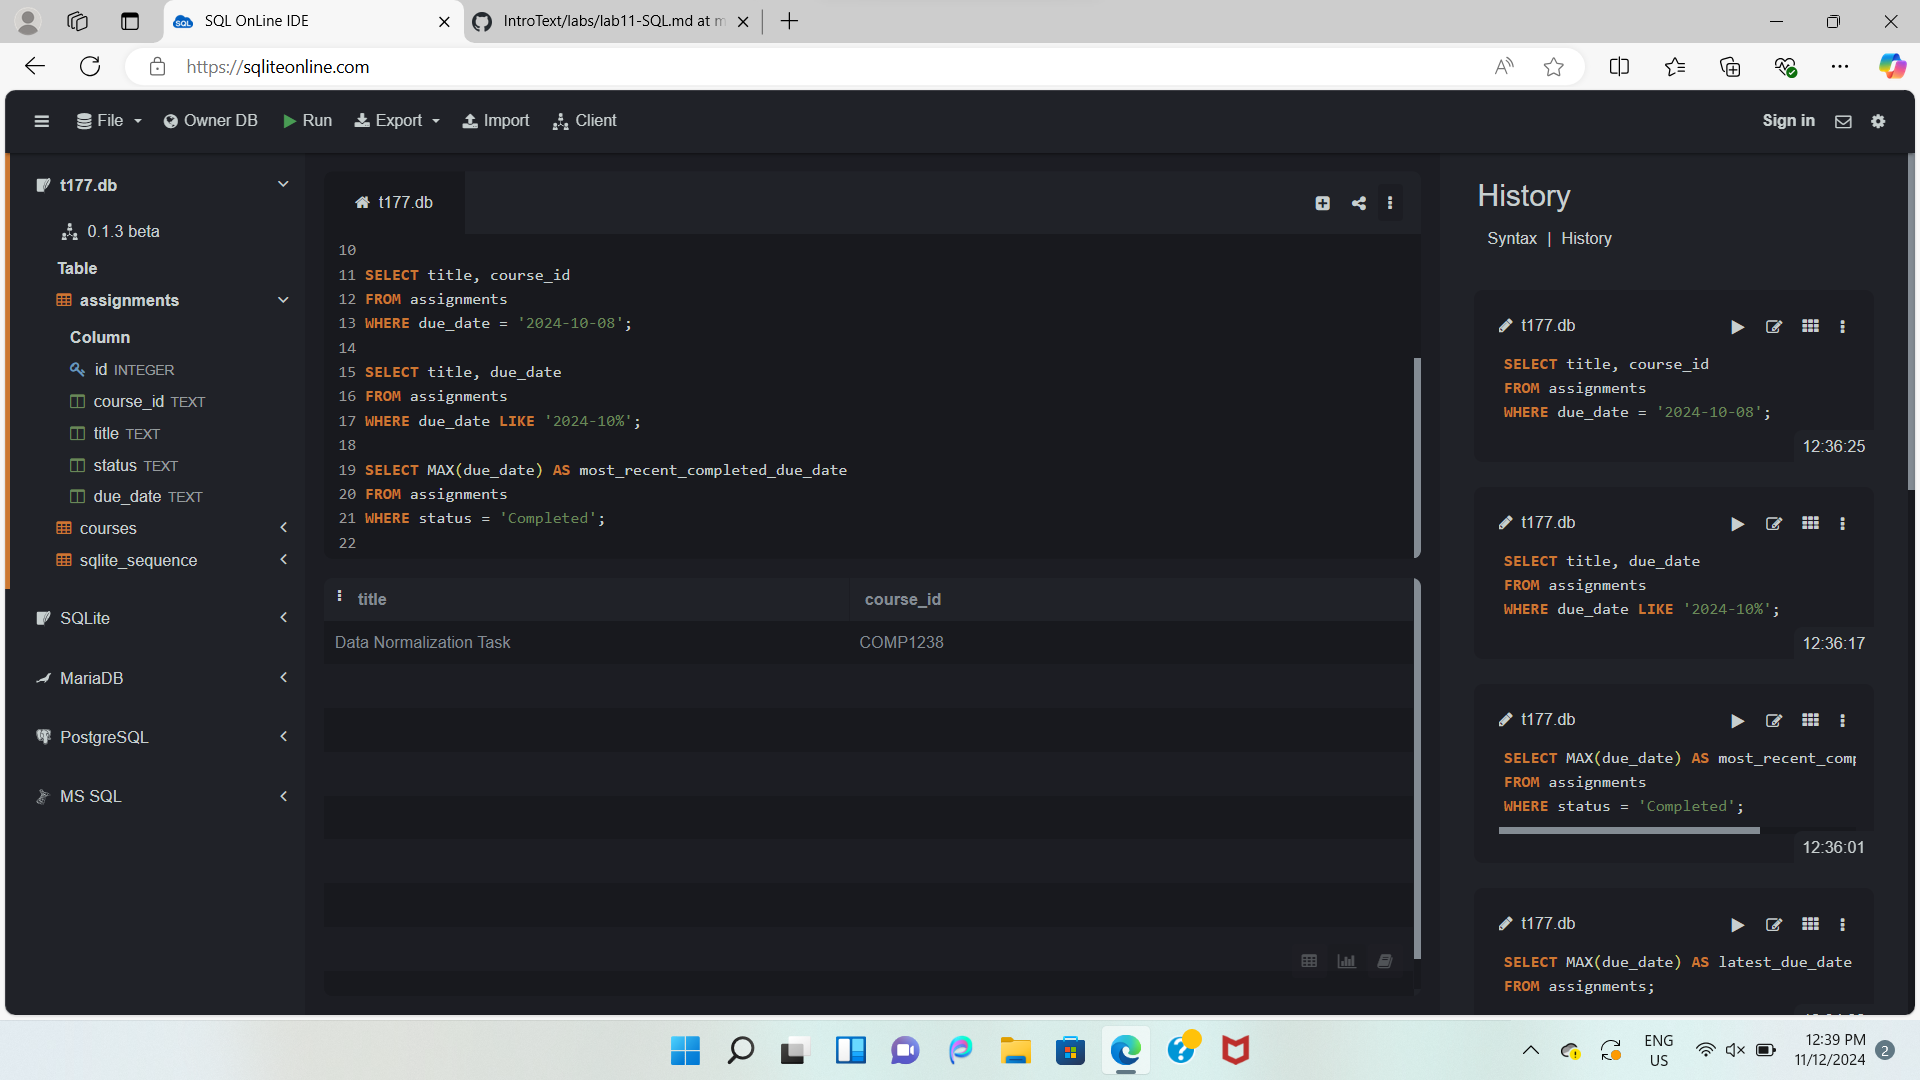 SQL OnLine IDE
IntroText/labs/lab11-SQL.md at m
https://sqliteonline.com
File
Owner DB
Run
Export
Import
Client
Sign in
t177.db
0.1.3 beta
Table
assignments
Column
id INTEGER
course_id TEXT
title TEXT
status TEXT
due_date TEXT
courses
sqlite_sequence
SQLite
MariaDB
PostgreSQL
MS SQL
t177.db
10
11 SELECT title, course_id
12 FROM assignments
13 WHERE due_date = '2024-10-08';
14
15 SELECT title, due_date
16 FROM assignments
17 WHERE due_date LIKE '2024-10%';
18
19 SELECT MAX(due_date) AS most_recent_completed_due_date
20 FROM assignments
21 WHERE status = 'Completed';
22
title course_id
Data Normalization Task COMP1238
History
Syntax | History
t177.db
SELECT title, course_id
FROM assignments
WHERE due_date = '2024-10-08';
12:36:25
t177.db
SELECT title, due_date
FROM assignments
WHERE due_date LIKE '2024-10%';
12:36:17
t177.db
SELECT MAX(due_date) AS most_recent_comp
FROM assignments
WHERE status = 'Completed';
12:36:01
t177.db
SELECT MAX(due_date) AS latest_due_date
FROM assignments;
ENG
US
12:39 PM
11/12/2024
2